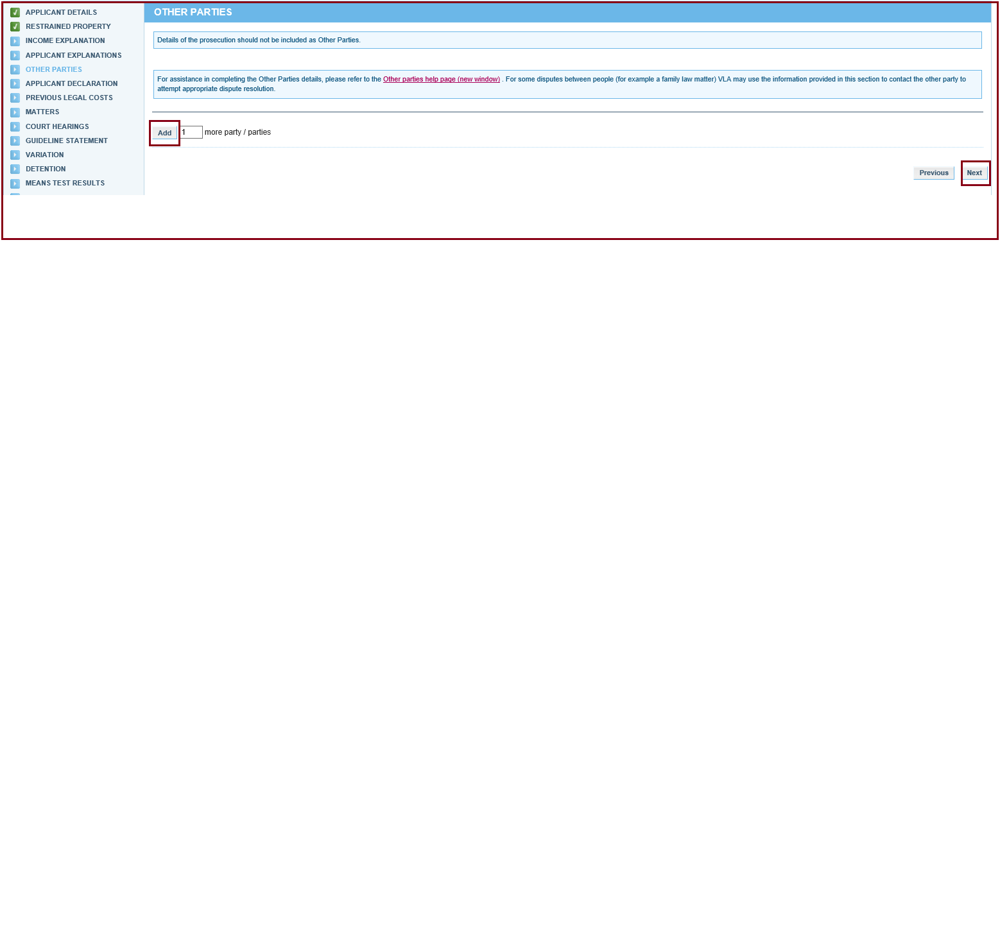 APPLICANT DETAILS
RESTRAINED PROPERTY
INCOME EXPLANATION
APPLICANT EXPLANATIONS
OTHER PARTIES
APPLICANT DECLARATION
PREVIOUS LEGAL COSTS
MATTERS
COURT HEARINGS
GUIDELINE STATEMENT
VARIATION
DETENTION
MEANS TEST RESULTS
OTHER PARTIES
Details of the prosecution should not be included as Other Parties.
For assistance in completing the Other Parties details, please refer to the Other parties help page (new window) . For some disputes between people (for example a family law matter) VLA may use the information provided in this section to contact the other party to
attempt appropriate dispute resolution.
Add 1 more party / parties
Previous Next